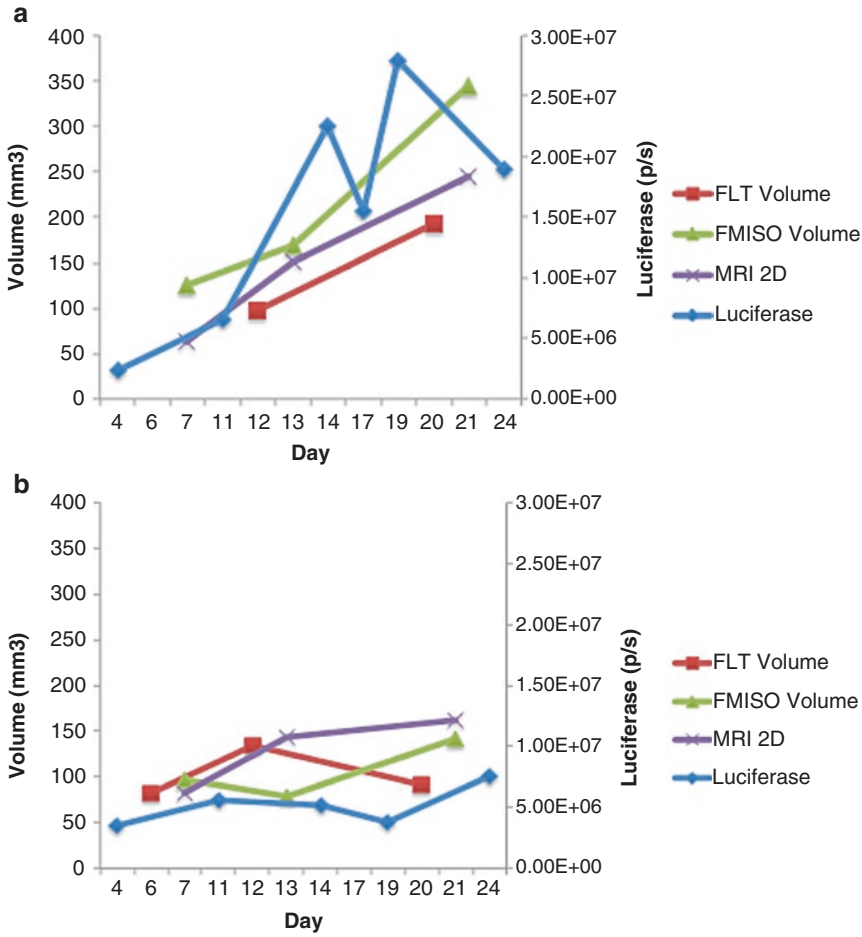 a
400
350
300
250
200
150
100
50
0
Volume (mm3)
3.00E+07
2.50E+07
2.00E+07
1.50E+07
1.00E+07
5.00E+06
0.00E+00
Luciferase (p/s)
4 6 7 11 12 13 14 17 19 20 21 24
Day
FLT Volume
FMISO Volume
MRI 2D
Luciferase
b
400
350
300
250
200
150
100
50
0
Volume (mm3)
3.00E+07
2.50E+07
2.00E+07
1.50E+07
1.00E+07
5.00E+06
0.00E+00
Luciferase (p/s)
4 6 7 11 12 13 14 17 19 20 21 24
Day
FLT Volume
FMISO Volume
MRI 2D
Luciferase